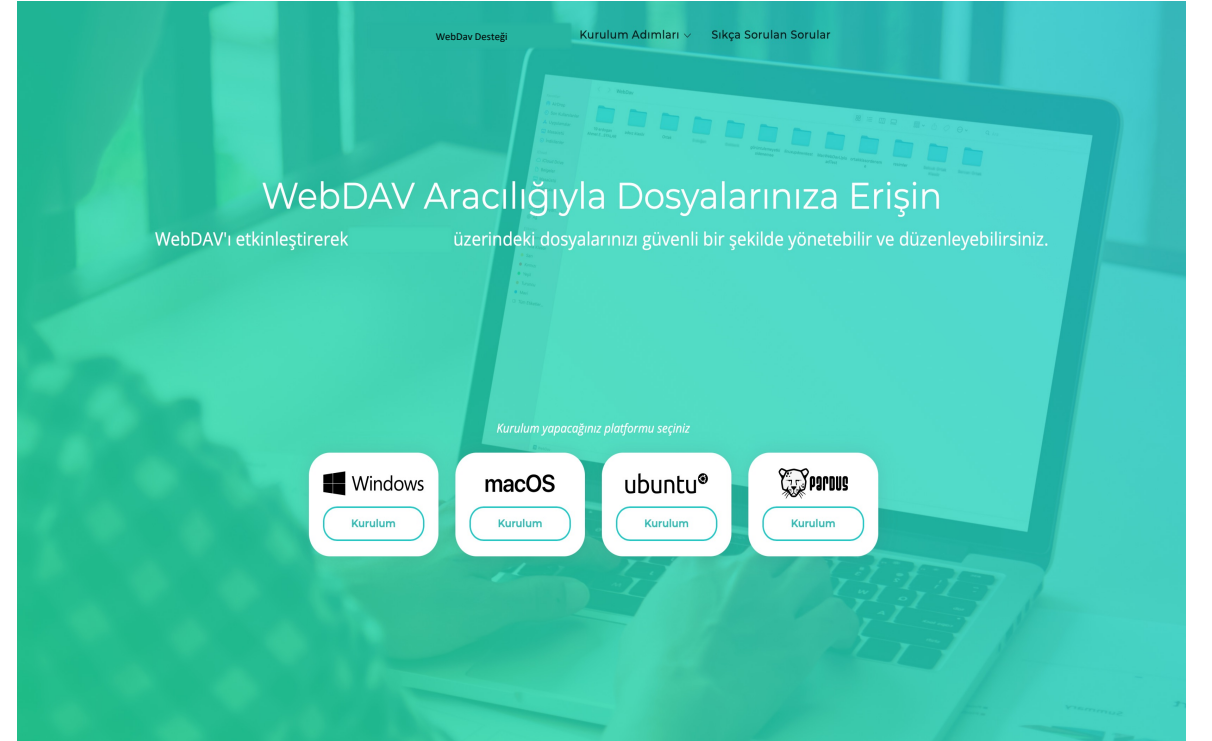 WebDav Desteği
Kurulum Adımları
Sıkça Sorulan Sorular
WebDAV Aracılığıyla Dosyalarınıza Erişin
WebDAV'ı etkinleştirerek üzerindeki dosyalarınızı güvenli bir şekilde yönetebilir ve düzenleyebilirsiniz.
Kurulum yapacağınız platformu seçiniz
Windows
macOS
ubuntu
PARDUS
Kurulum
Kurulum
Kurulum
Kurulum